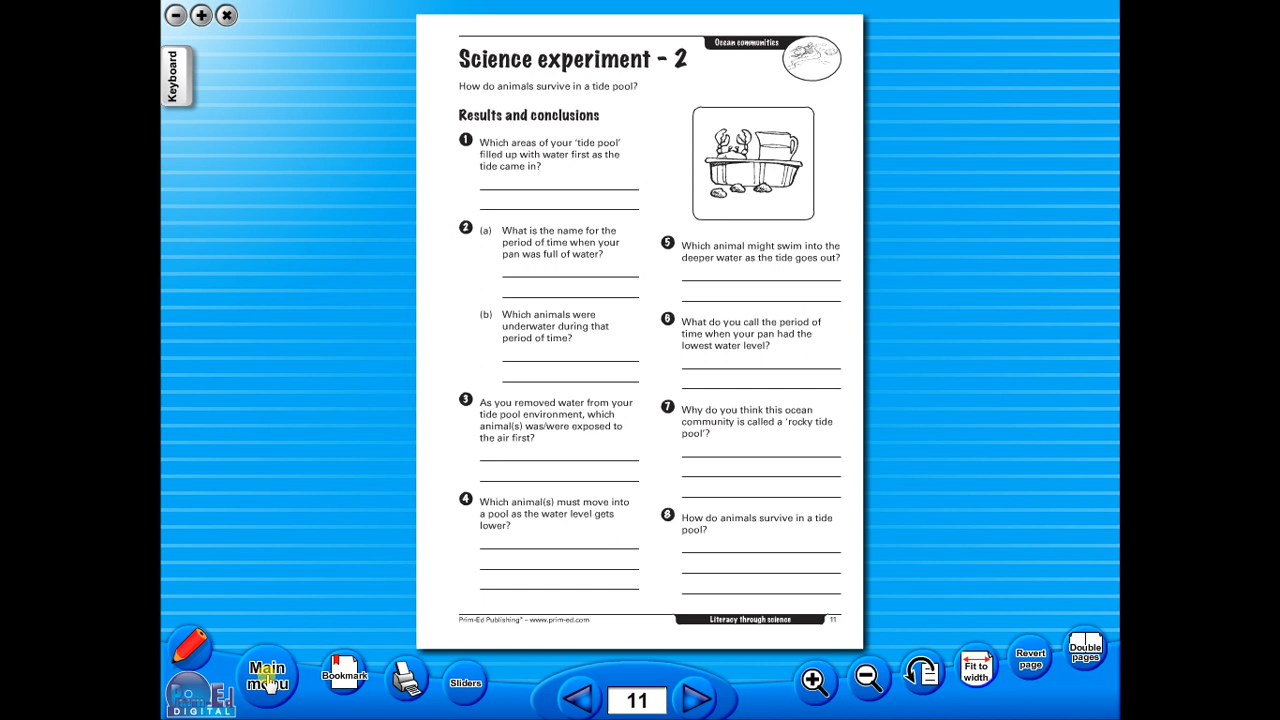 Keyboard
Ocean communities
Science experiment - 2
How do animals survive in a tide pool?
Results and conclusions
1 Which areas of your ‘tide pool’
filled up with water first as the
tide came in?
2 (a) What is the name for the
period of time when your
pan was full of water?
(b) Which animals were
underwater during that
period of time?
3 As you removed water from your
tide pool environment, which
animal(s) was/were exposed to
the air first?
4 Which animal(s) must move into
a pool as the water level gets
lower?
5 Which animal might swim into the
deeper water as the tide goes out?
6 What do you call the period of
time when your pan had the
lowest water level?
7 Why do you think this ocean
community is called a ‘rocky tide
pool’?
8 How do animals survive in a tide
pool?
Prim-Ed Publishing® – www.prim-ed.com
Literacy through science
11
Main
menu
Bookmark
Sliders
11
Fit to
width
Revert
page
Double
pages
Prim-Ed
DIGITAL